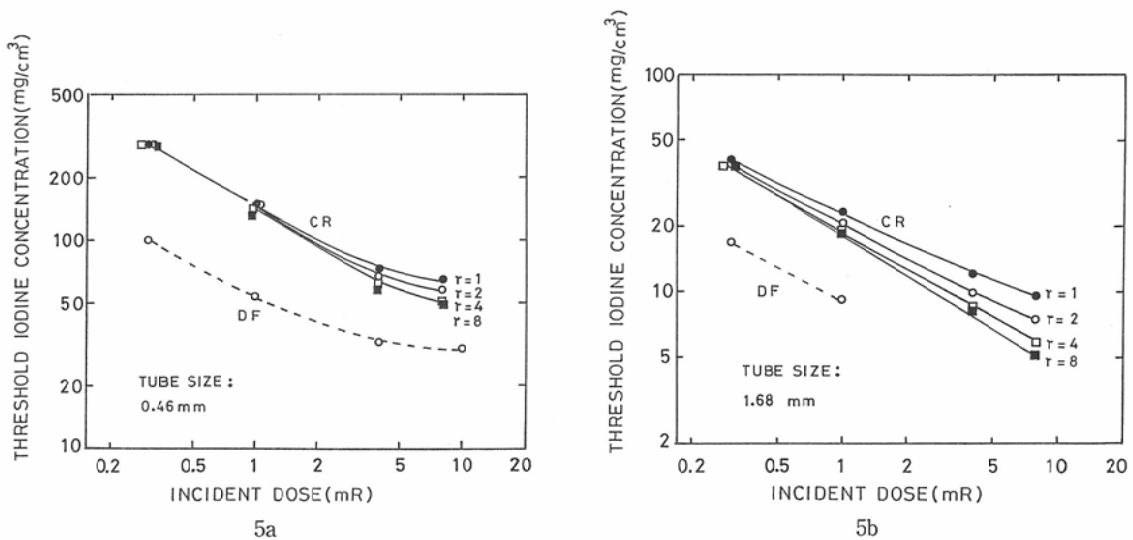 THRESHOLD IODINE CONCENTRATION(mg/cm³)
500
200
100
50
20
10
CR
r=1
r=2
r=4
r=8
DF
TUBE SIZE:
0.46mm
0.2
0.5
1
2
5
10
20
INCIDENT DOSE(mR)
5a
THRESHOLD IODINE CONCENTRATION(mg/cm³)
100
50
20
10
5
2
CR
r=1
r=2
r=4
r=8
DF
TUBE SIZE:
1.68 mm
0.2
0.5
1
2
5
10
20
INCIDENT DOSE(mR)
5b